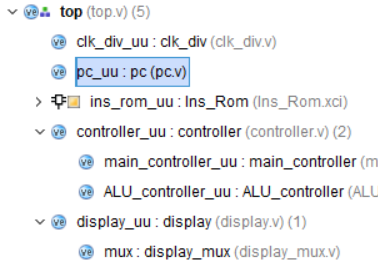 top (top.v) (5)
clk_div_uu : clk_div (clk_div.v)
pc_uu : pc (pc.v)
ins_rom_uu : Ins_Rom (Ins_Rom.xci)
controller_uu : controller (controller.v) (2)
main_controller_uu : main_controller (m
ALU_controller_uu : ALU_controller (ALU
display_uu : display (display.v) (1)
mux : display_mux (display_mux.v)